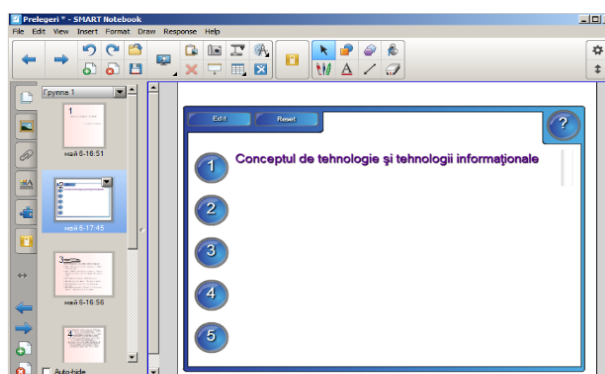 Prelegeri * - SMART Notebook
File Edit View Insert Format Draw Response Help
Группа 1
1
май 6-16:51
май 6-17:45
3
май 6-16:56
4
Auto-hide
Edit Reset ?
1 Conceptul de tehnologie şi tehnologii informaţionale
2
3
4
5